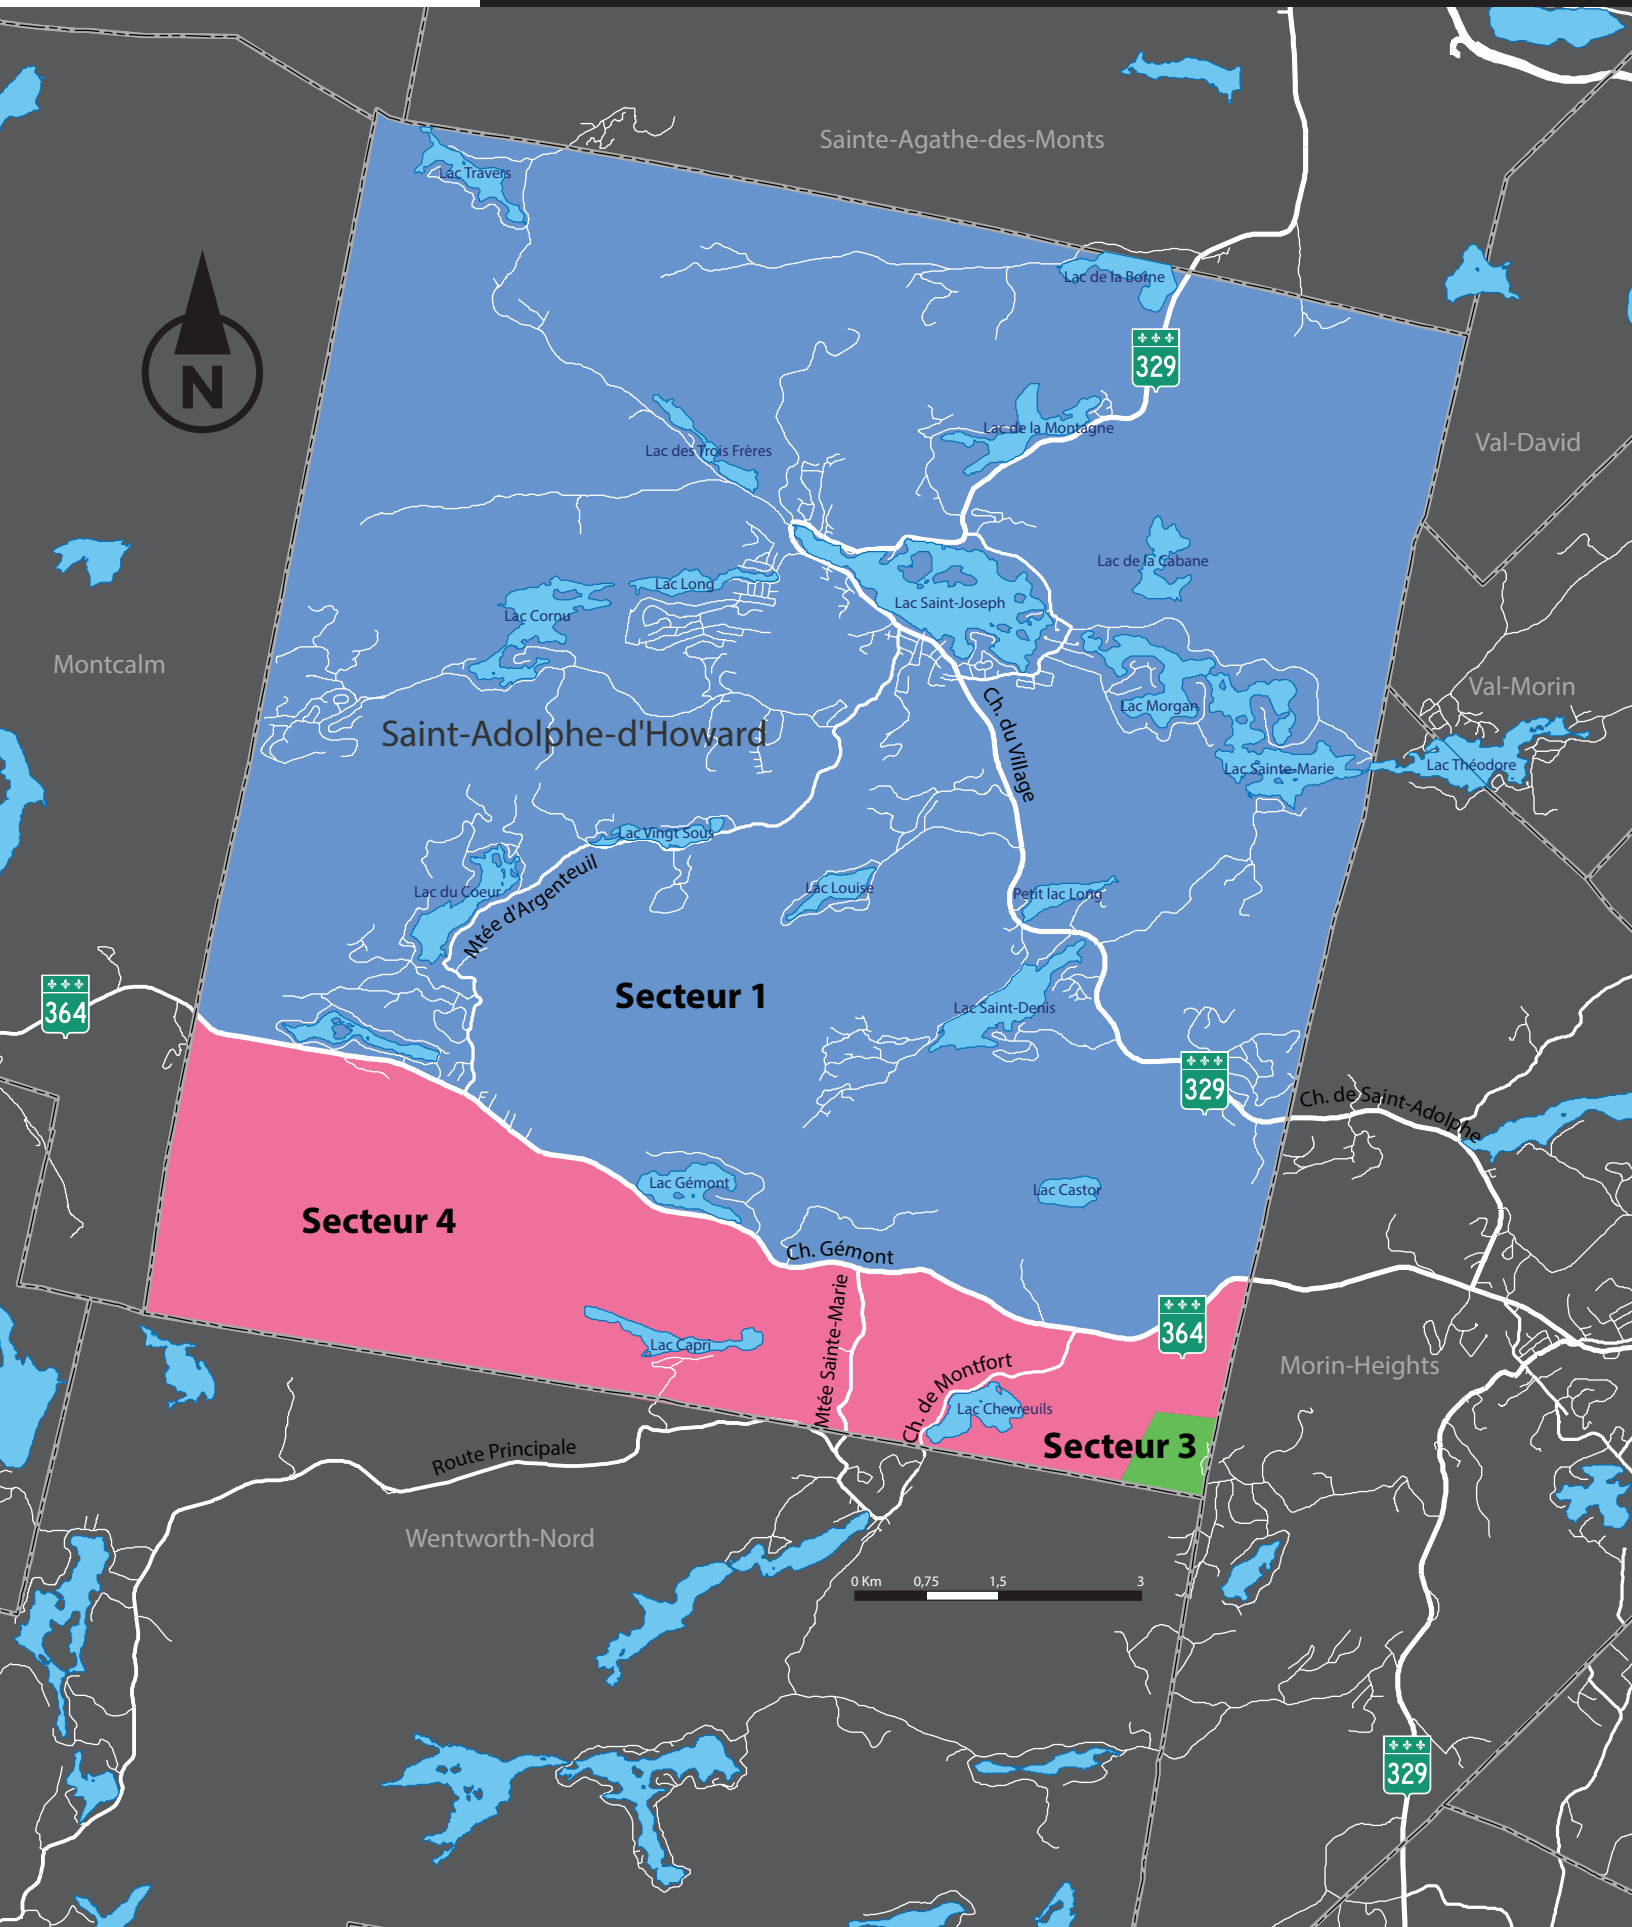 Sainte-Agathe-des-Monts
Lac Travers
Lac de la Borne
N
329
Lac de la Montagne
Val-David
Lac des Trois Frères
Lac de la Cabane
Lac Long
Lac Saint-Joseph
Lac Cornu
Montcalm
Val-Morin
Lac Morgan
Saint-Adolphe-d'Howard
Ch. du Village
Lac Sainte-Marie
Lac Théodore
Lac Vingt Sous
Lac du Coeur
Lac Louise
Petit lac Long
Mtée d'Argenteuil
Secteur 1
364
Lac Saint-Denis
329
Ch. de Saint-Adolphe
Lac Gémont
Lac Castor
Secteur 4
Ch. Gémont
364
Lac Capri
Mtée Sainte-Marie
Morin-Heights
Ch. de Montfort
Lac Chevreuils
Secteur 3
Route Principale
Wentworth-Nord
0 Km 0,75 1,5 3
329